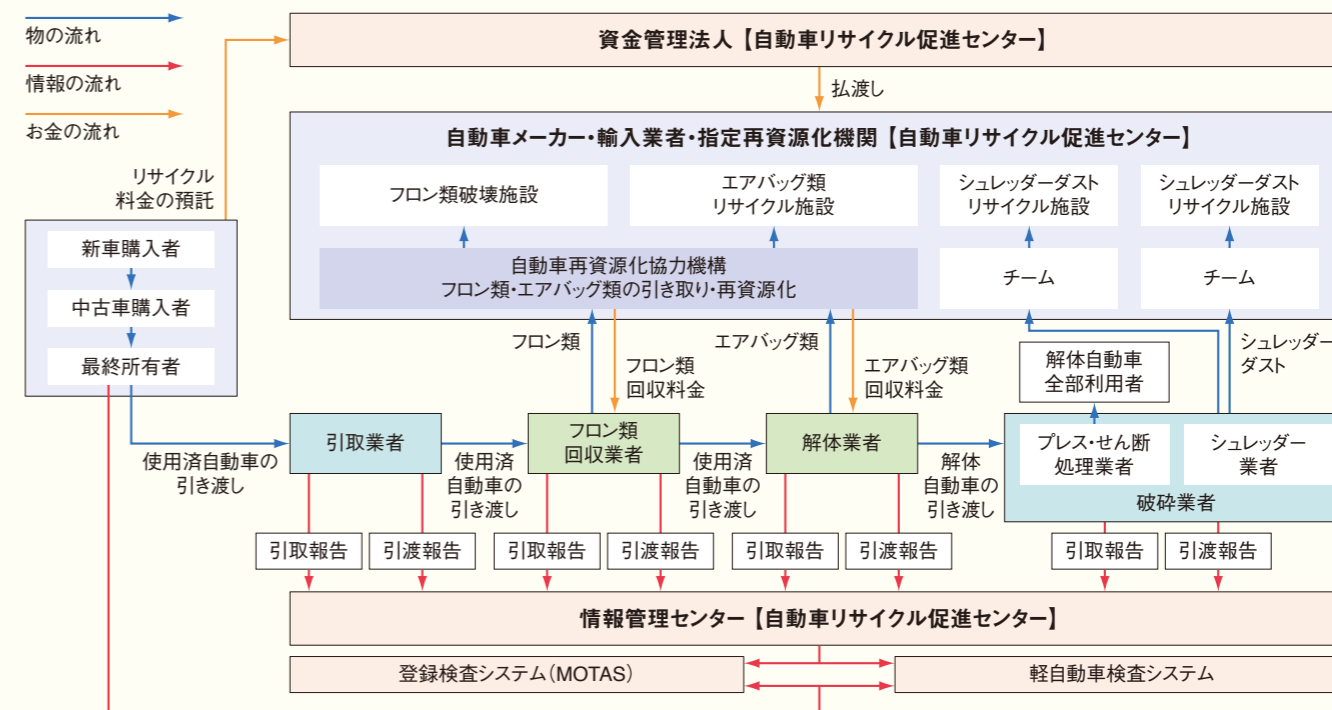 物の流れ
情報の流れ
お金の流れ
資金管理法人【自動車リサイクル促進センター】
払渡し
自動車メーカー・輸入業者・指定再資源化機関【自動車リサイクル促進センター】
リサイクル
料金の預託
フロン類破壊施設
エアバッグ類
リサイクル施設
シュレッダーダスト
リサイクル施設
シュレッダーダスト
リサイクル施設
新車購入者
中古車購入者
最終所有者
自動車再資源化協力機構
フロン類・エアバッグ類の引き取り・再資源化
チーム
チーム
フロン類
フロン類
回収料金
エアバッグ類
エアバッグ類
回収料金
解体自動車
全部利用者
シュレッダー
ダスト
使用済自動車の
引き渡し
引取業者
使用済
自動車の
引き渡し
フロン類
回収業者
使用済
自動車の
引き渡し
解体業者
解体
自動車の
引き渡し
プレス・せん断
処理業者
シュレッダー
業者
破砕業者
引取報告
引渡報告
引取報告
引渡報告
引取報告
引渡報告
引取報告
引渡報告
情報管理センター【自動車リサイクル促進センター】
登録検査システム(MOTAS)
軽自動車検査システム